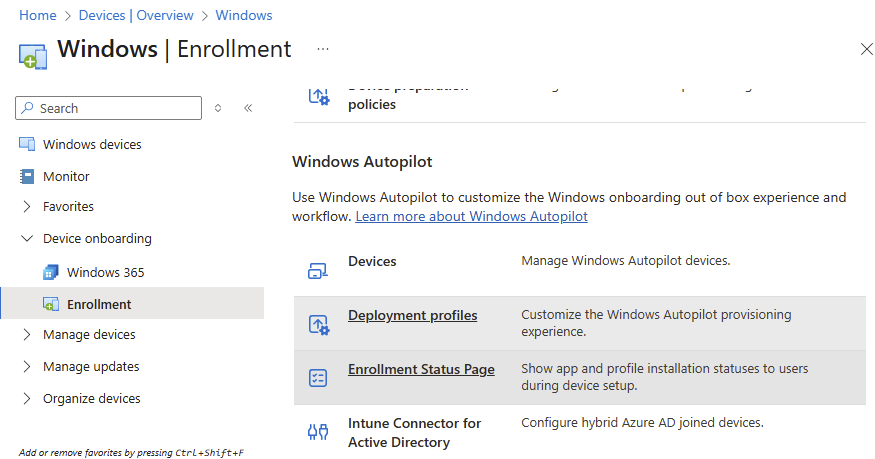 Home > Devices | Overview > Windows
Windows | Enrollment ...
Search
Windows devices
Monitor
Favorites
Device onboarding
Windows 365
Enrollment
Manage devices
Manage updates
Organize devices
Add or remove favorites by pressing Ctrl+Shift+F
Device preparation
policies
Windows Autopilot
Use Windows Autopilot to customize the Windows onboarding out of box experience and
workflow. Learn more about Windows Autopilot
Devices
Manage Windows Autopilot devices.
Deployment profiles
Customize the Windows Autopilot provisioning
experience.
Enrollment Status Page
Show app and profile installation statuses to users
during device setup.
Intune Connector for
Active Directory
Configure hybrid Azure AD joined devices.